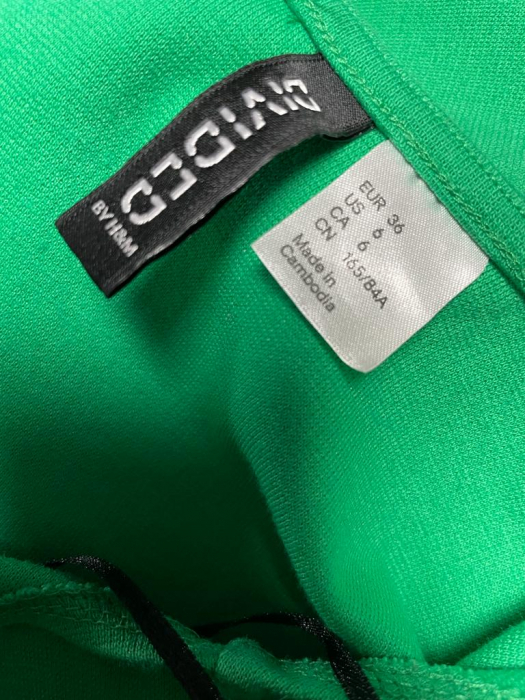 DIVIDED
BY H&M
EUR 36
US 6
CA 6
CN 165/84A
Made in
Cambodia